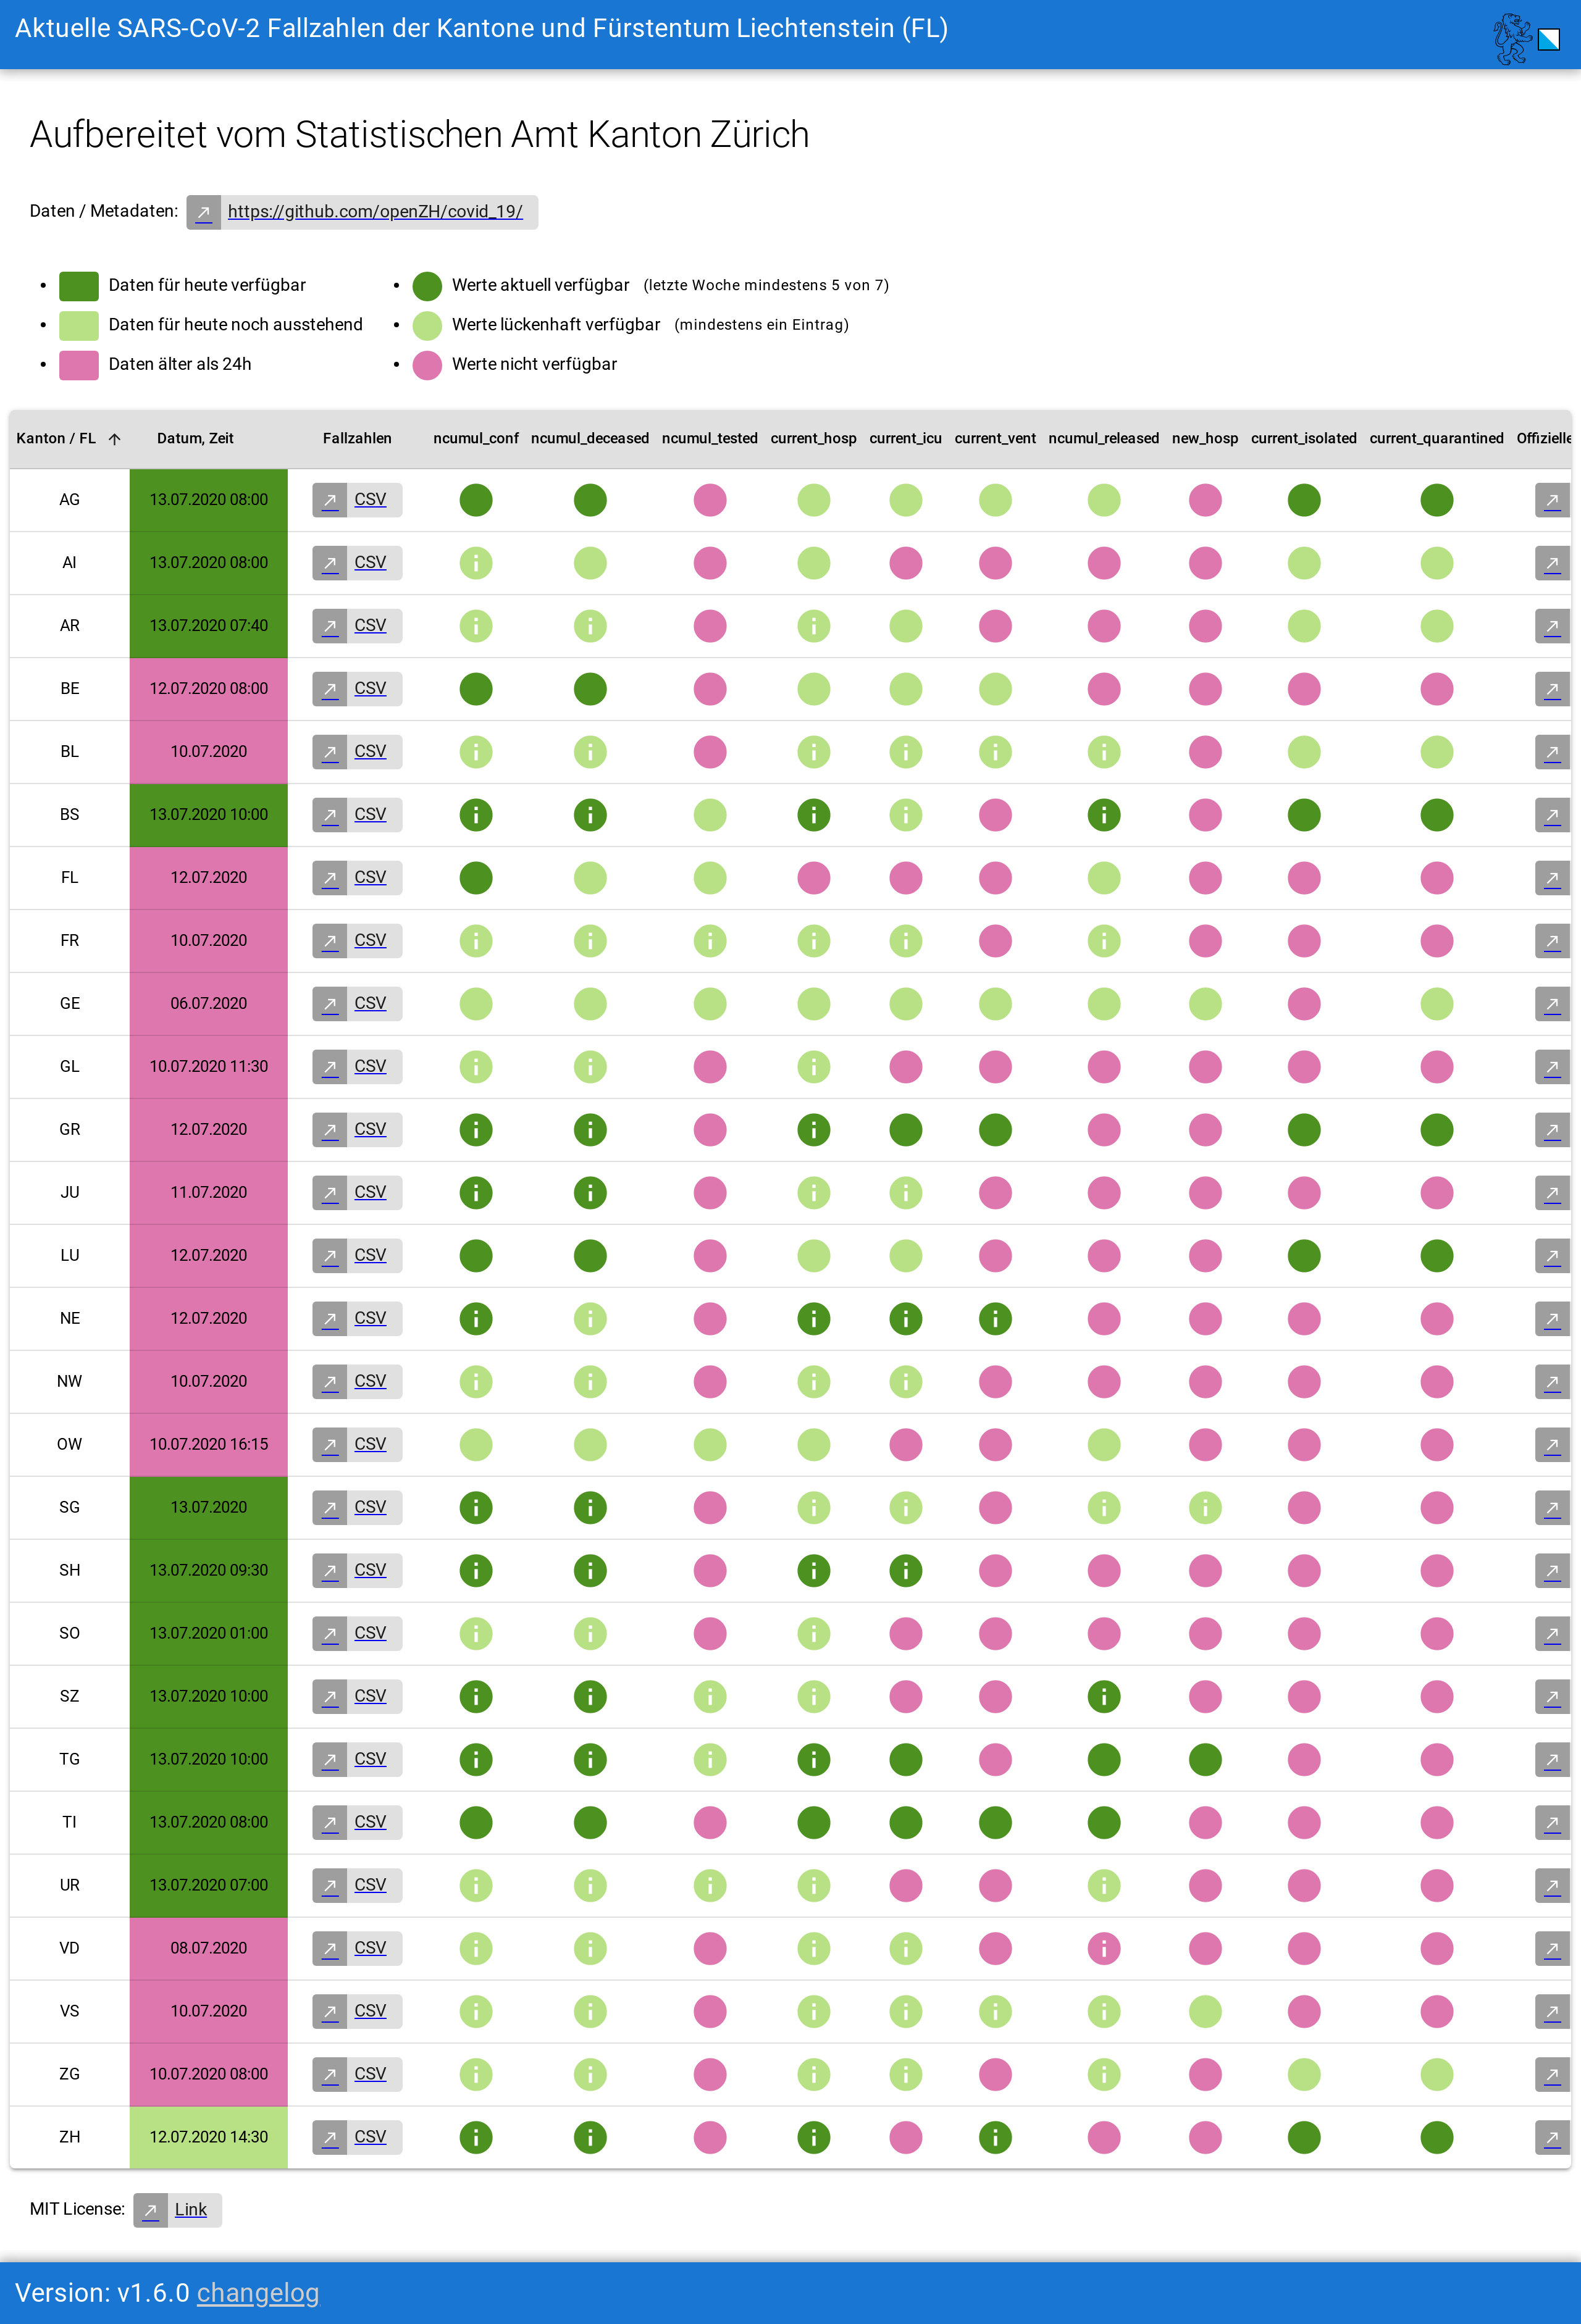 Aktuelle SARS-CoV-2 Fallzahlen der Kantone und Fürstentum Liechtenstein (FL)
Aufbereitet vom Statistischen Amt Kanton Zürich
Daten / Metadaten: https://github.com/openZH/covid_19/
Daten für heute verfügbar
Daten für heute noch ausstehend
Daten älter als 24h
Werte aktuell verfügbar (letzte Woche mindestens 5 von 7)
Werte lückenhaft verfügbar (mindestens ein Eintrag)
Werte nicht verfügbar
Kanton / FL Datum, Zeit Fallzahlen ncumul_conf ncumul_deceased ncumul_tested current_hosp current_icu current_vent ncumul_released new_hosp current_isolated current_quarantined Offizielle
AG 13.07.2020 08:00 CSV
AI 13.07.2020 08:00 CSV
AR 13.07.2020 07:40 CSV
BE 12.07.2020 08:00 CSV
BL 10.07.2020 CSV
BS 13.07.2020 10:00 CSV
FL 12.07.2020 CSV
FR 10.07.2020 CSV
GE 06.07.2020 CSV
GL 10.07.2020 11:30 CSV
GR 12.07.2020 CSV
JU 11.07.2020 CSV
LU 12.07.2020 CSV
NE 12.07.2020 CSV
NW 10.07.2020 CSV
OW 10.07.2020 16:15 CSV
SG 13.07.2020 CSV
SH 13.07.2020 09:30 CSV
SO 13.07.2020 01:00 CSV
SZ 13.07.2020 10:00 CSV
TG 13.07.2020 10:00 CSV
TI 13.07.2020 08:00 CSV
UR 13.07.2020 07:00 CSV
VD 08.07.2020 CSV
VS 10.07.2020 CSV
ZG 10.07.2020 08:00 CSV
ZH 12.07.2020 14:30 CSV
MIT License: Link
Version: v1.6.0 changelog